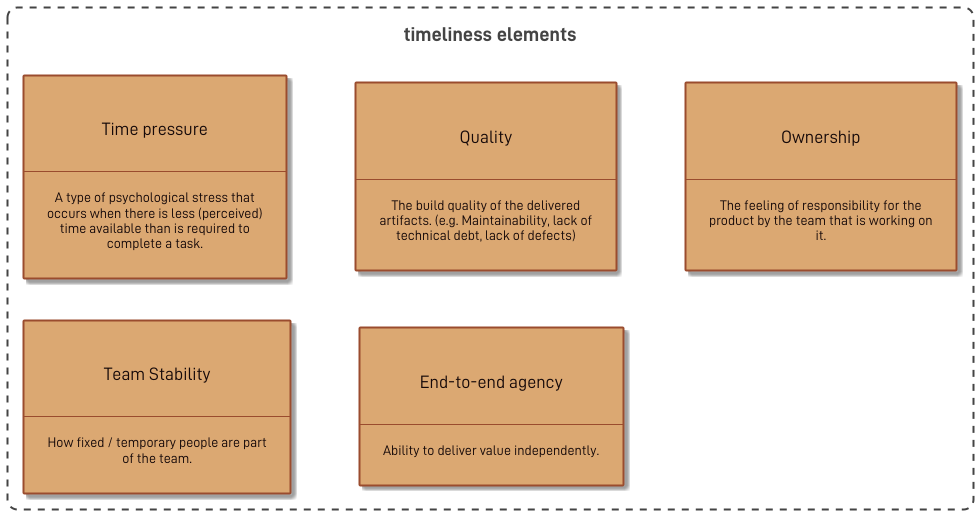 timeliness elements
Time pressure
A type of psychological stress that
occurs when there is less (perceived)
time available than is required to
complete a task.
Quality
The build quality of the delivered
artifacts. (e.g. Maintainability, lack of
technical debt, lack of defects)
Ownership
The feeling of responsibility for the
product by the team that is working on
it.
Team Stability
How fixed / temporary people are part
of the team.
End-to-end agency
Ability to deliver value independently.